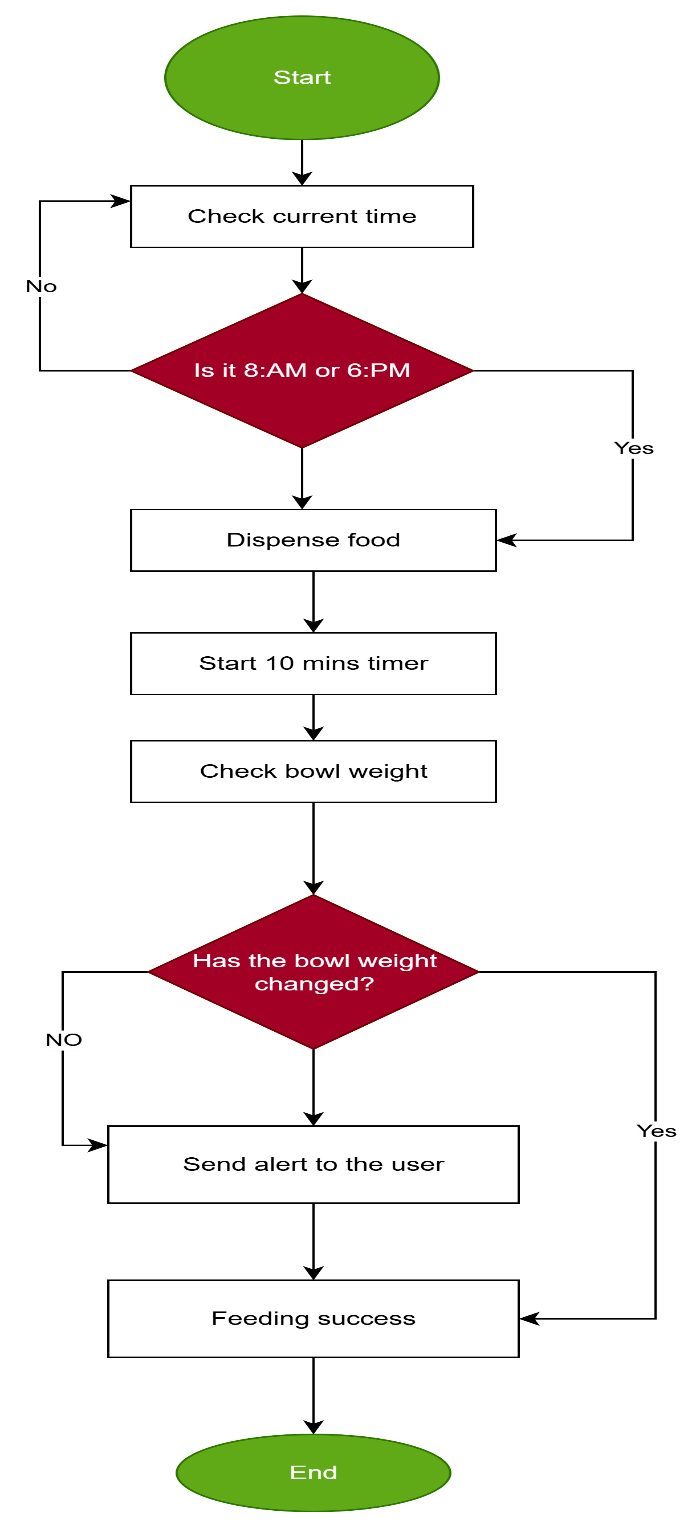 Start
Check current time
No
Is it 8:AM or 6:PM
Yes
Dispense food
Start 10 mins timer
Check bowl weight
Has the bowl weight
changed?
NO
Yes
Send alert to the user
Feeding success
End